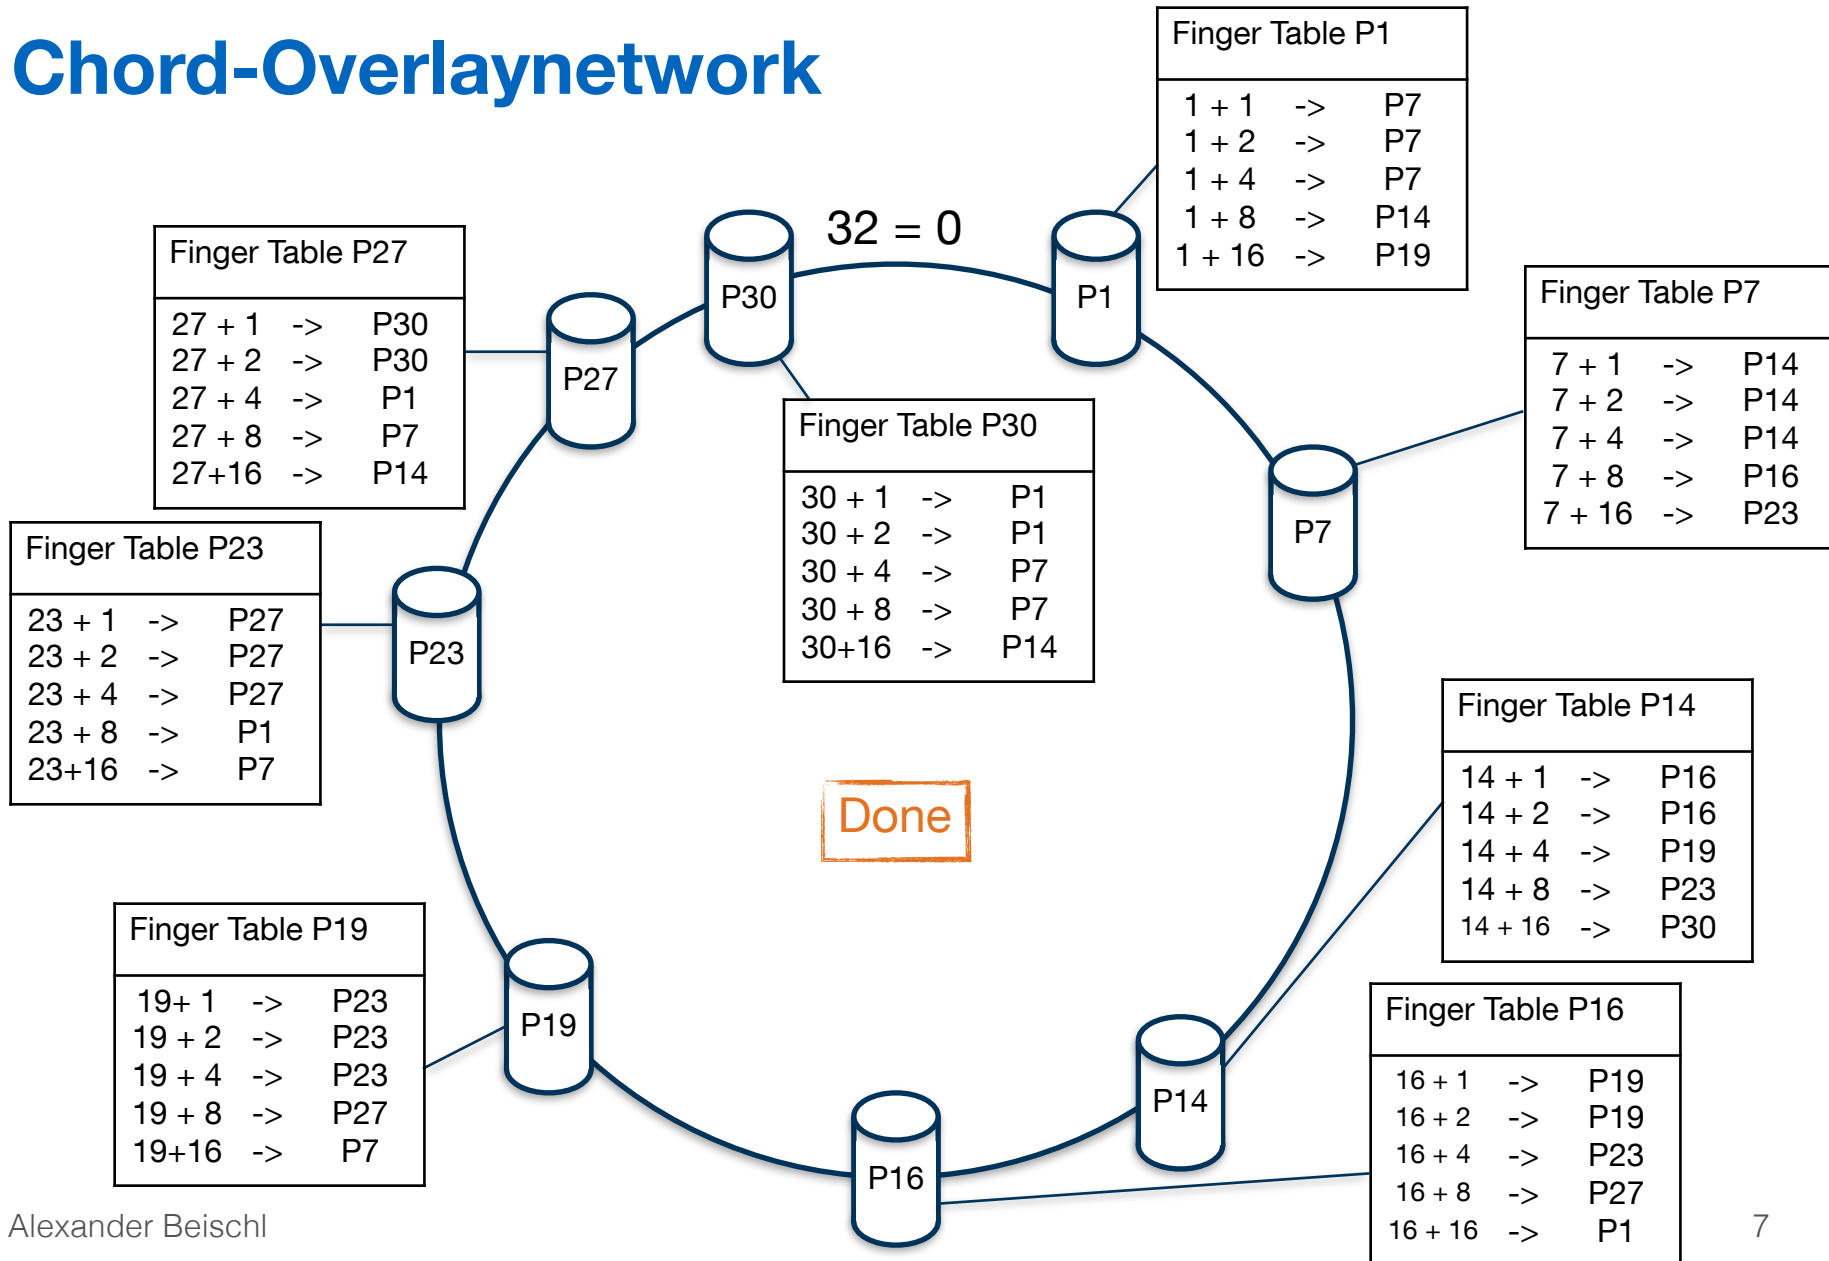 Chord-Overlaynetwork
Finger Table P1
1 + 1 -> P7
1 + 2 -> P7
1 + 4 -> P7
1 + 8 -> P14
1 + 16 -> P19
32 = 0
P30
P1
Finger Table P27
27 + 1 -> P30
27 + 2 -> P30
27 + 4 -> P1
27 + 8 -> P7
27+16 -> P14
P27
Finger Table P7
7 + 1 -> P14
7 + 2 -> P14
7 + 4 -> P14
7 + 8 -> P16
7 + 16 -> P23
P7
Finger Table P30
30 + 1 -> P1
30 + 2 -> P1
30 + 4 -> P7
30 + 8 -> P7
30+16 -> P14
Finger Table P23
23 + 1 -> P27
23 + 2 -> P27
23 + 4 -> P27
23 + 8 -> P1
23+16 -> P7
P23
Finger Table P14
14 + 1 -> P16
14 + 2 -> P16
14 + 4 -> P19
14 + 8 -> P23
14 + 16 -> P30
Done
Finger Table P19
19+ 1 -> P23
19 + 2 -> P23
19 + 4 -> P23
19 + 8 -> P27
19+16 -> P7
P19
P14
P16
Finger Table P16
16 + 1 -> P19
16 + 2 -> P19
16 + 4 -> P23
16 + 8 -> P27
16 + 16 -> P1
Alexander Beischl
7